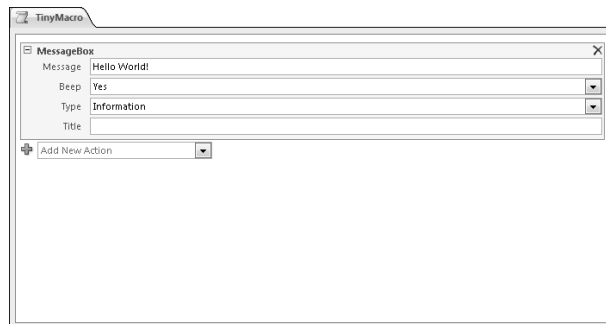 TinyMacro
MessageBox
Message Hello World!
Beep Yes
Type Information
Title
Add New Action